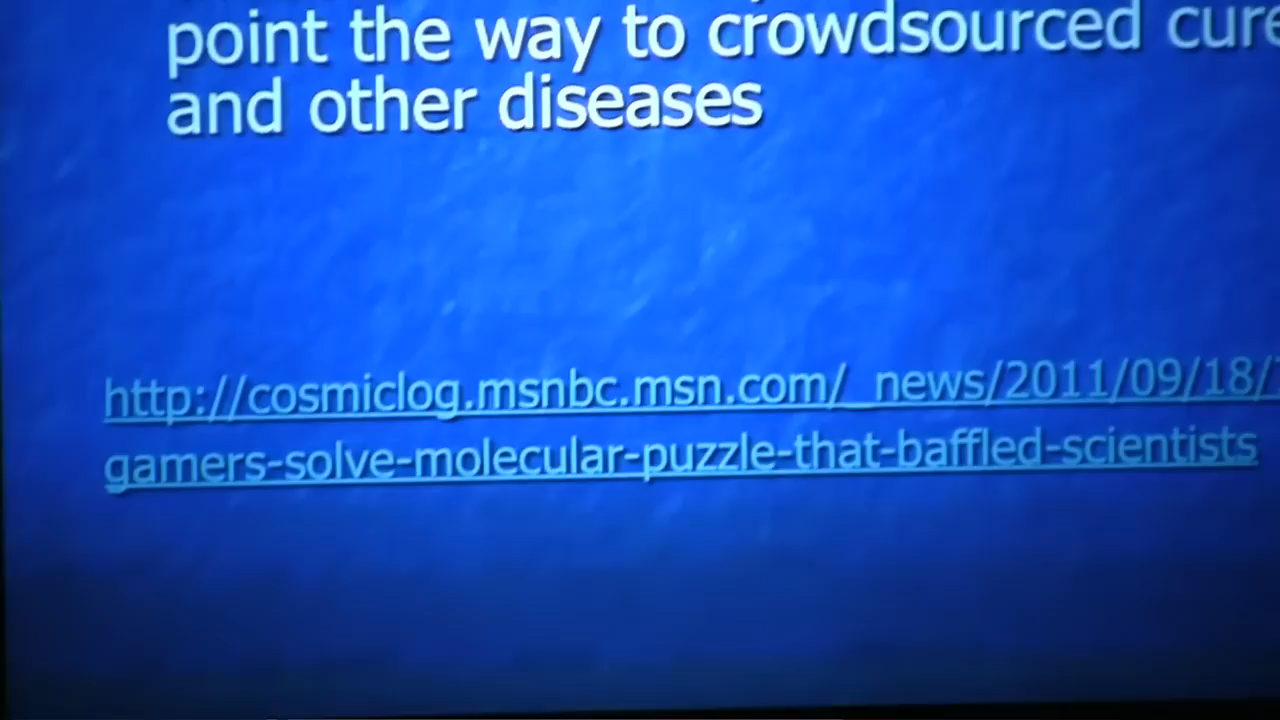 point the way to crowdsourced cure
and other diseases
http://cosmiclog.msnbc.msn.com/_news/2011/09/18/
gamers-solve-molecular-puzzle-that-baffled-scientists